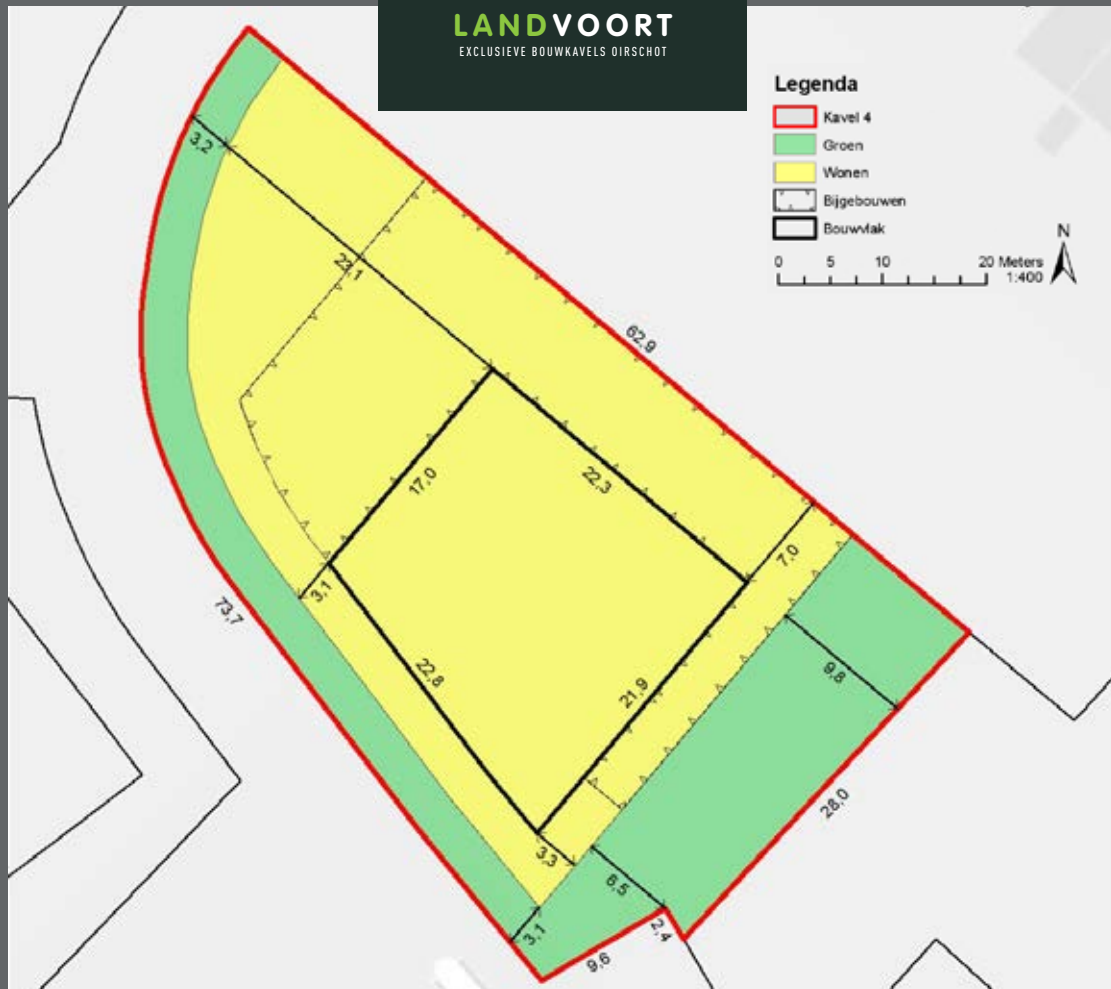 LANDVOORT
EXCLUSIEVE BOUWKAVELS OIRSCHOT
Legenda
Kavel 4
Groen
Wonen
Bijgebouwen
Bouwvlak
N
0 5 10 20 Meters
1:400
3,2
23,1
62,9
17,0
22,3
7,0
3,1
73,7
22,8
21,9
9,8
28,0
3,3
6,5
3,1
9,6
2,4